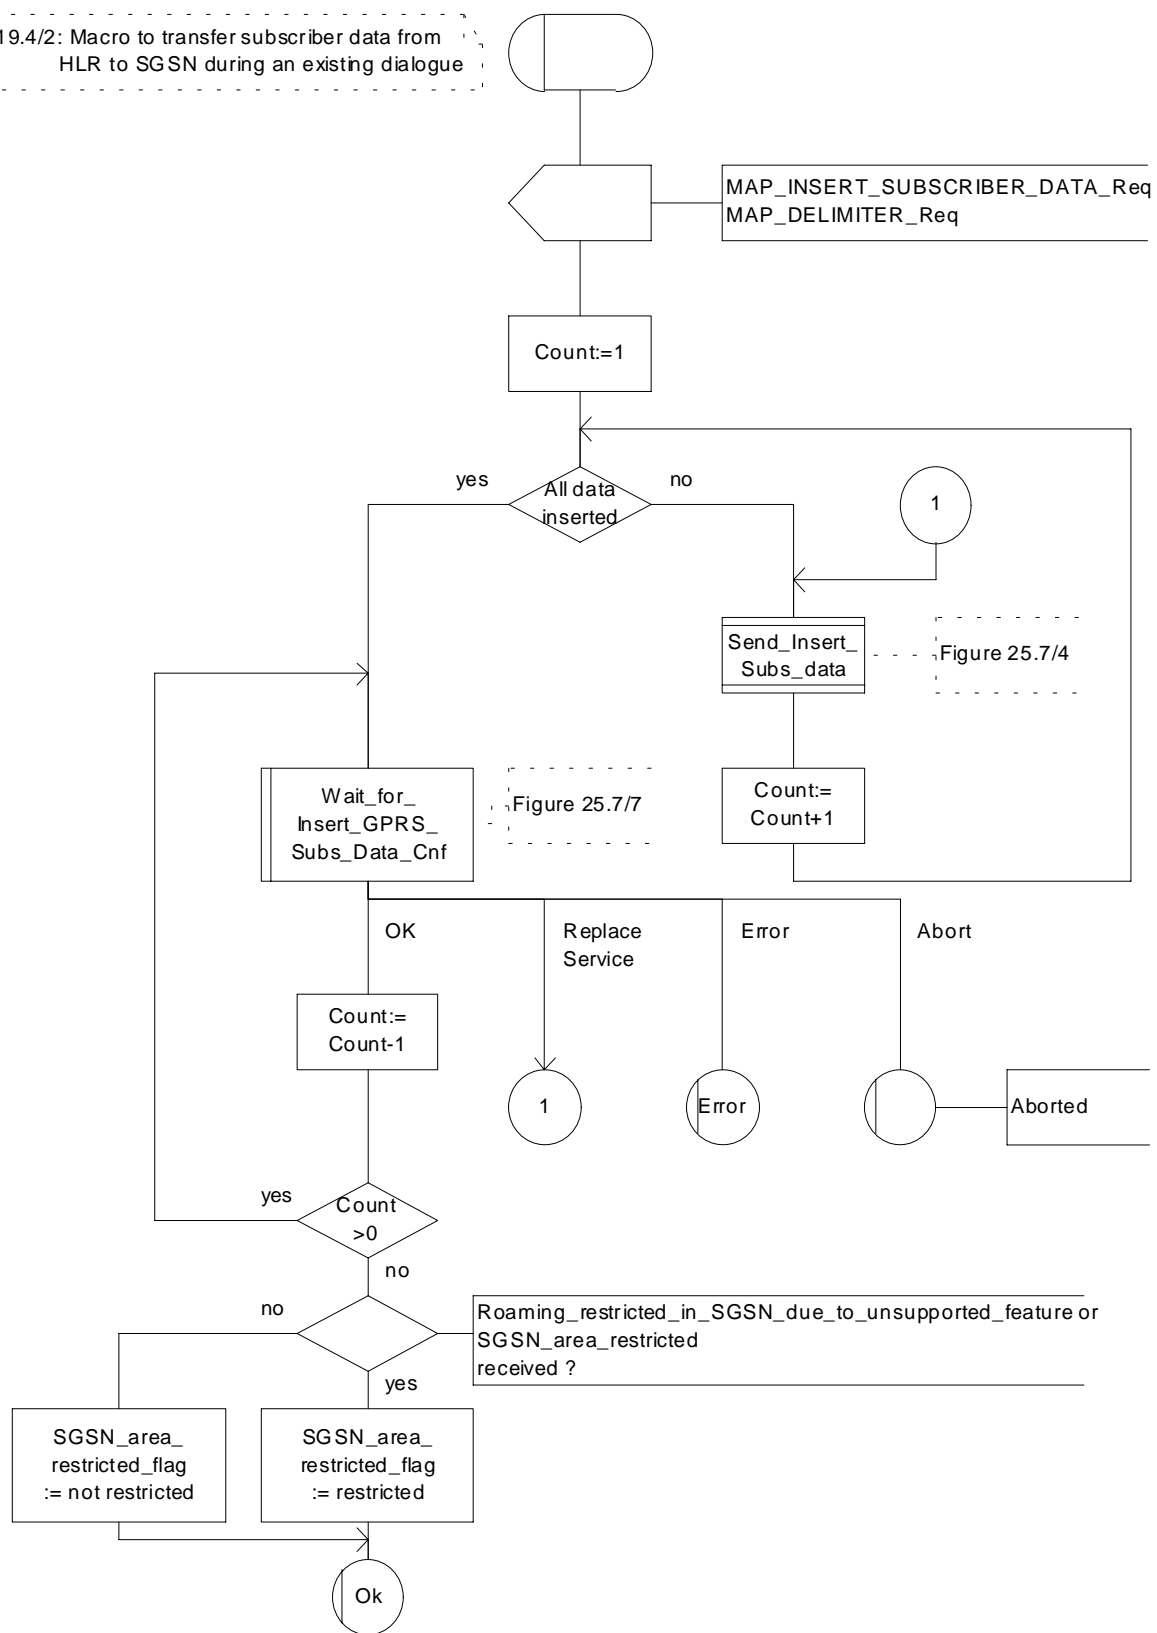 19.4/2: Macro to transfer subscriber data from
HLR to SGSN during an existing dialogue
MAP_INSERT_SUBSCRIBER_DATA_Req
MAP_DELIMITER_Req
Count:=1
yes
All data
inserted
no
1
Send_Insert_
Subs_data
Figure 25.7/4
Wait_for_
Insert_GPRS_
Subs_Data_Cnf
Figure 25.7/7
Count:=
Count+1
OK
Replace
Service
Error
Abort
Count:=
Count-1
1
Error
Aborted
yes
Count
>0
no
no
Roaming_restricted_in_SGSN_due_to_unsupported_feature or
SGSN_area_restricted
received ?
yes
SGSN_area_
restricted_flag
:= not restricted
SGSN_area_
restricted_flag
:= restricted
Ok